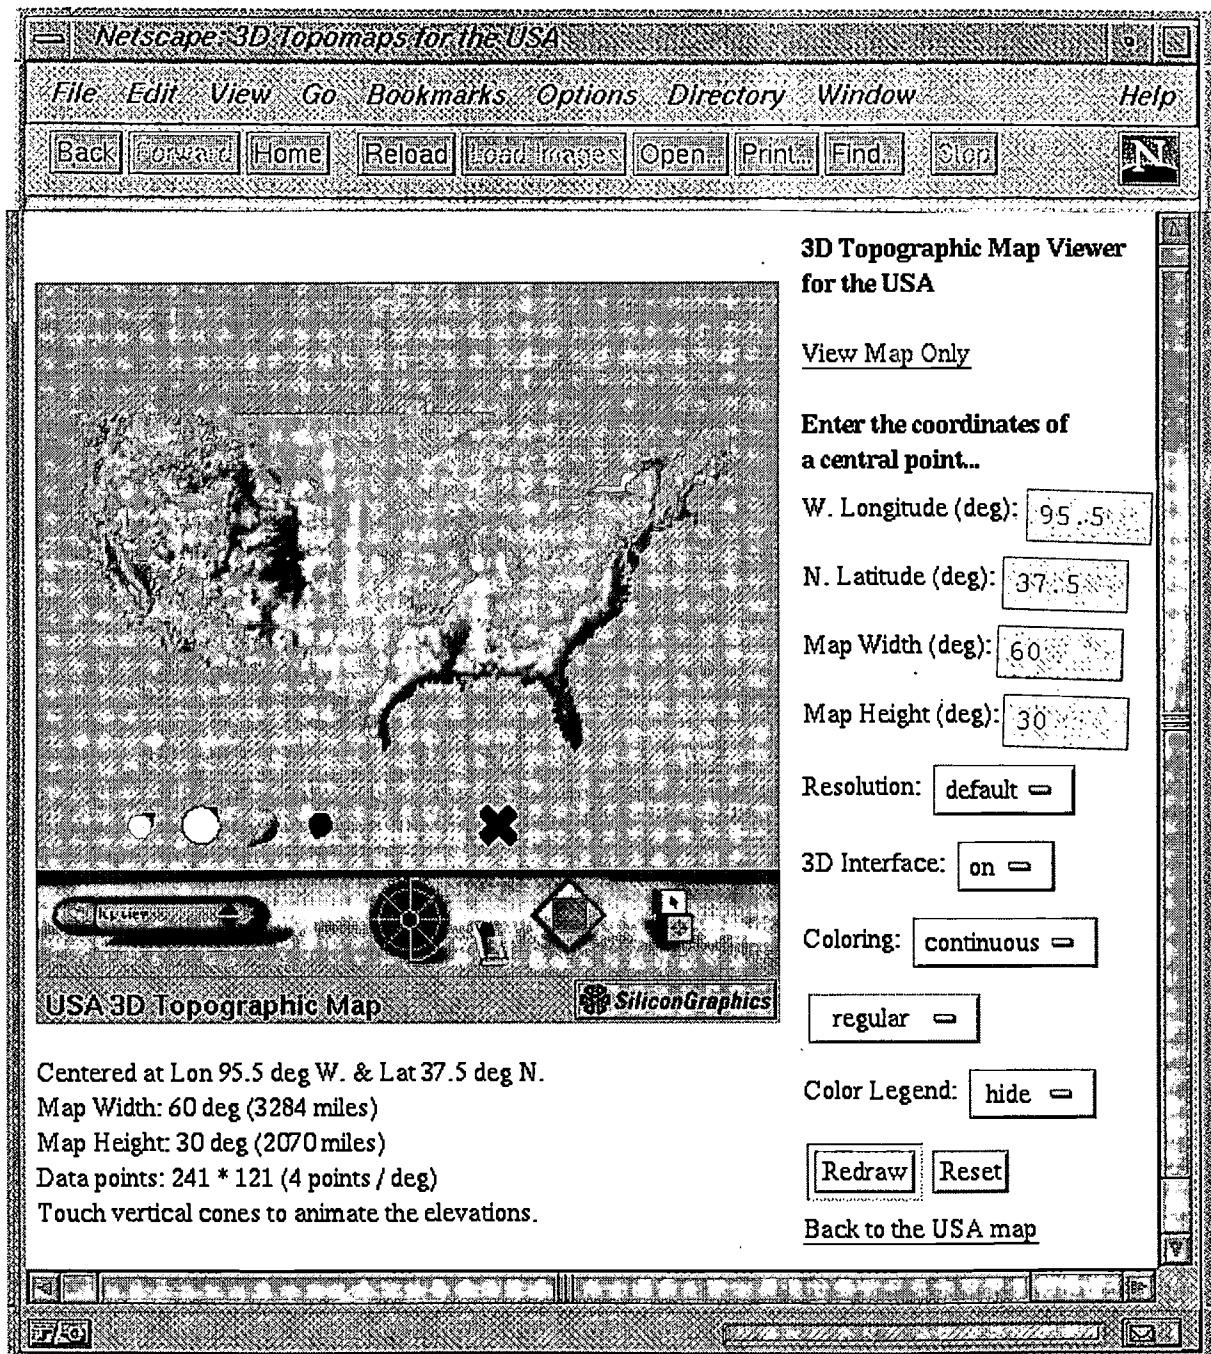 Netscape: 3D Topomaps for the USA
File Edit View Go Bookmarks Options Directory Window Help
Back Forward Home Reload Load Images Open... Print... Find... Stop
N
3D Topographic Map Viewer
for the USA
View Map Only
Enter the coordinates of
a central point...
W. Longitude (deg): 95.5
N. Latitude (deg): 37.5
Map Width (deg): 60
Map Height (deg): 30
Resolution: default
3D Interface: on
Coloring: continuous
regular
Color Legend: hide
Redraw Reset
Back to the USA map
top view
USA 3D Topographic Map
SiliconGraphics
Centered at Lon 95.5 deg W. & Lat 37.5 deg N.
Map Width: 60 deg (3284 miles)
Map Height: 30 deg (2070 miles)
Data points: 241 * 121 (4 points / deg)
Touch vertical cones to animate the elevations.